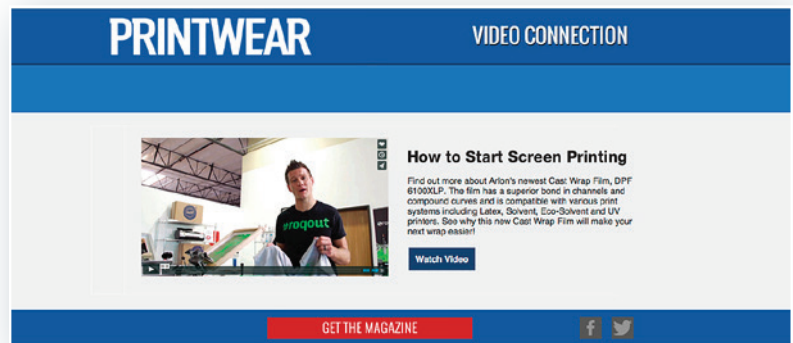 PRINTWEAR
VIDEO CONNECTION
#roqout
How to Start Screen Printing
Find out more about Arlon's newest Cast Wrap Film, DPF
6100XLP. The film has a superior bond in channels and
compound curves and is compatible with various print
systems including Latex, Solvent, Eco-Solvent and UV
printers. See why this new Cast Wrap Film will make your
next wrap easier!
Watch Video
GET THE MAGAZINE